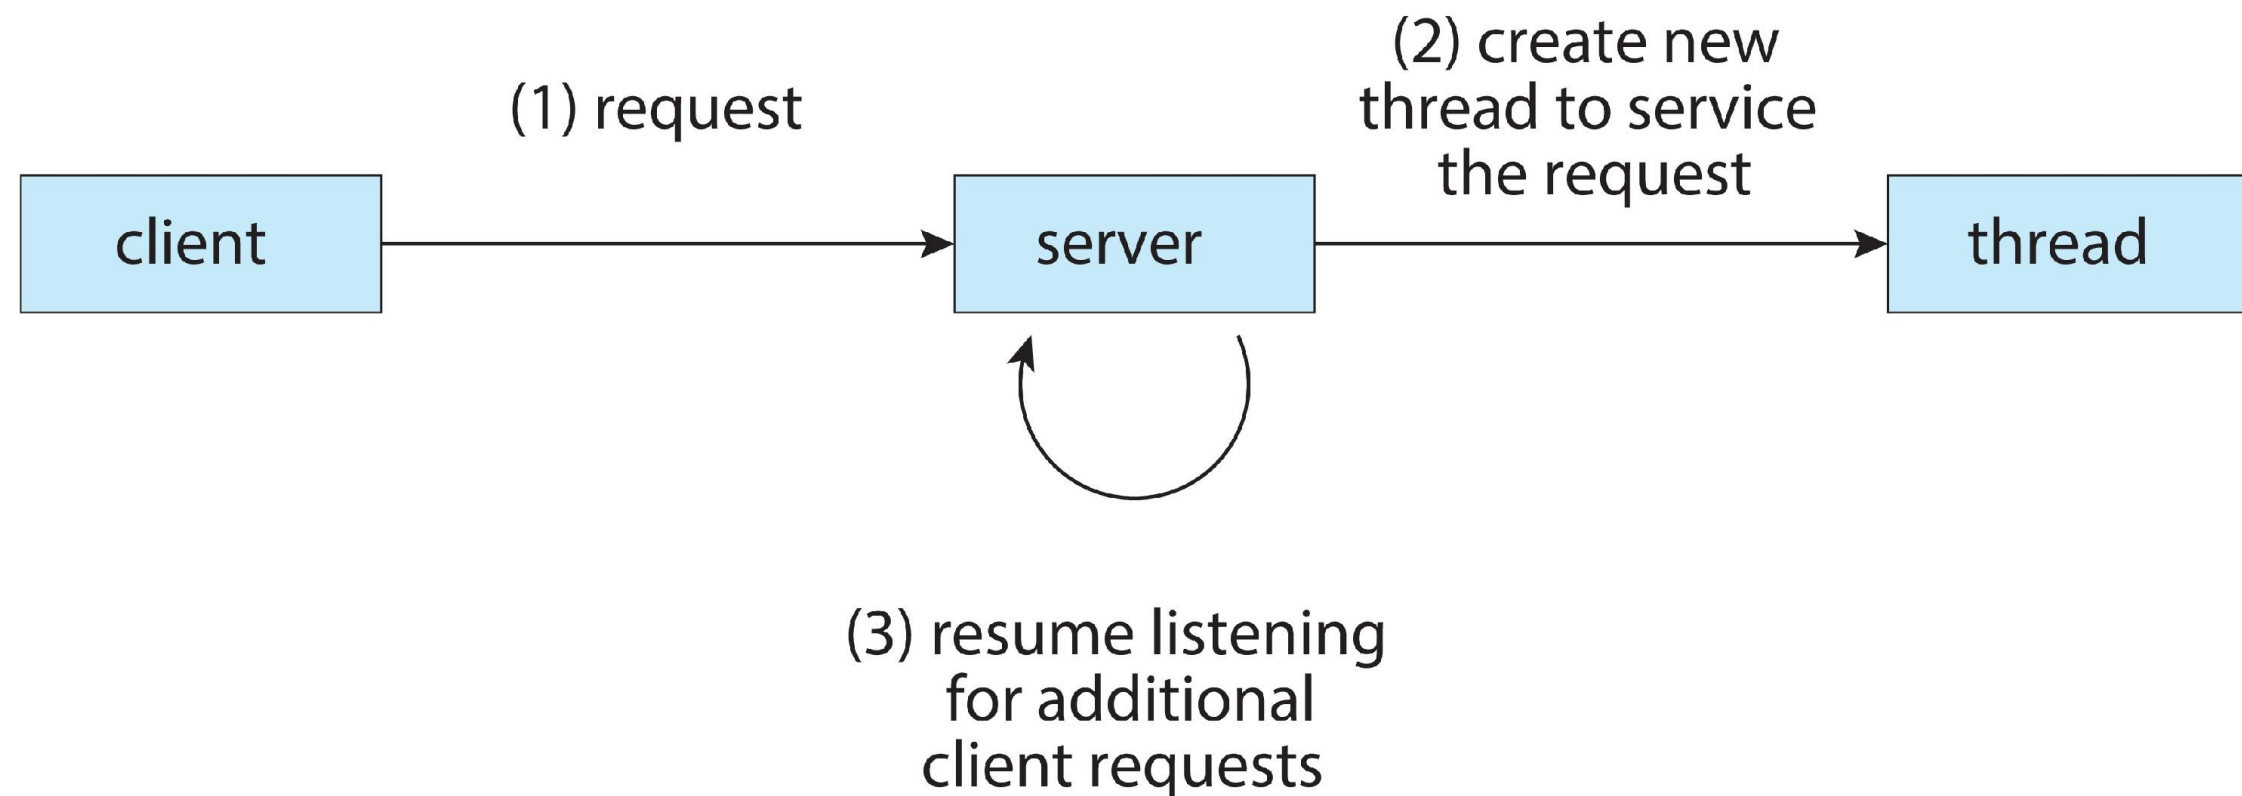 (1) request
(2) create new
thread to service
the request
client
server
thread
(3) resume listening
for additional
client requests